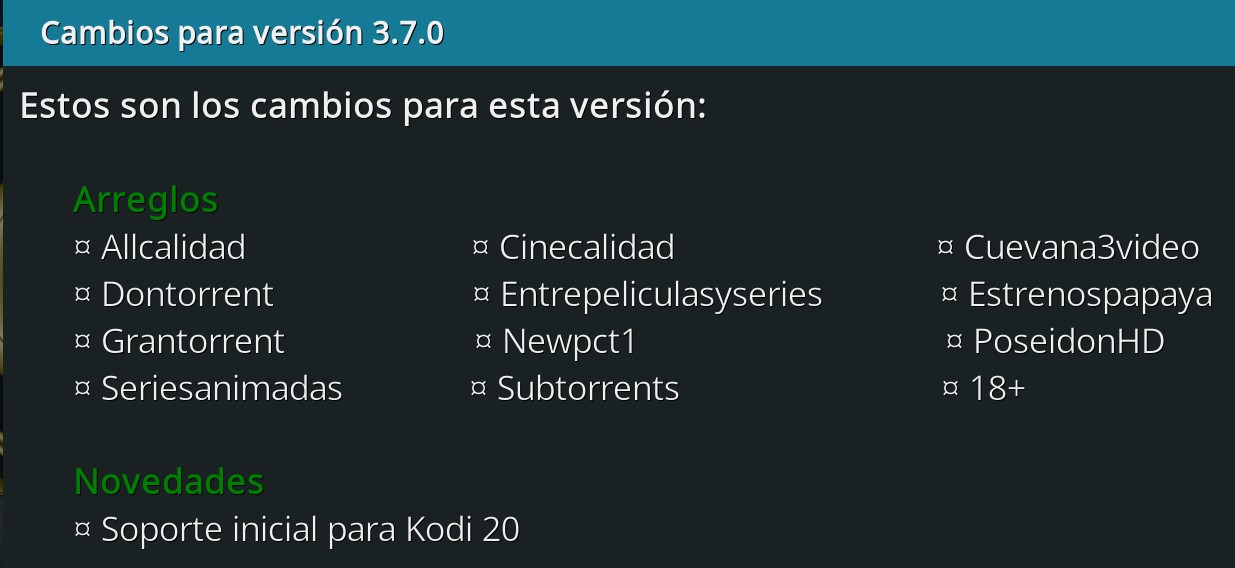 Cambios para versión 3.7.0
Estos son los cambios para esta versión:
Arreglos
¤ Allcalidad ¤ Cinecalidad ¤ Cuevana3video
¤ Dontorrent ¤ Entrepeliculasyseries ¤ Estrenospapaya
¤ Grantorrent ¤ Newpct1 ¤ PoseidonHD
¤ Seriesanimadas ¤ Subtorrents ¤ 18+
Novedades
¤ Soporte inicial para Kodi 20